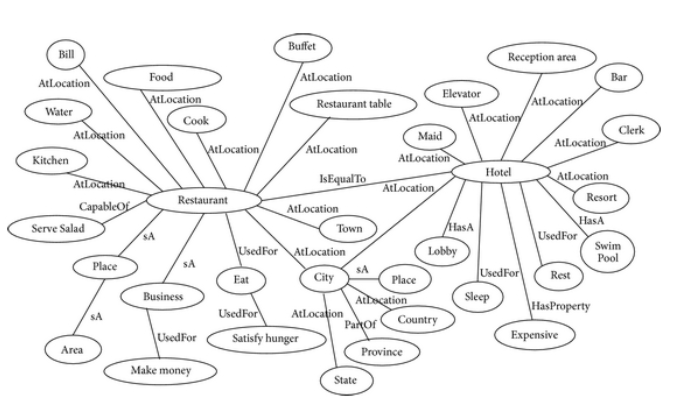 Buffet
Bill
Reception area
AtLocation
Food
AtLocation
Bar
AtLocation
Elevator
AtLocation
Restaurant table
Water
Cook
AtLocation
Clerk
AtLocation
Maid
AtLocation
AtLocation
AtLocation
AtLocation
Kitchen
AtLocation
Hotel
AtLocation
IsEqualTo
AtLocation
AtLocation
Restaurant
Resort
CapableOf
AtLocation
HasA
Serve Salad
Town
HasA
sA
UsedFor
Lobby
Swim
Pool
UsedFor
AtLocation
Place
sA
City
sA
Place
UsedFor
Rest
Eat
Business
AtLocation
Sleep
HasProperty
sA
UsedFor
AtLocation
PartOf
Country
Expensive
UsedFor
Satisfy hunger
Area
Province
Make money
State